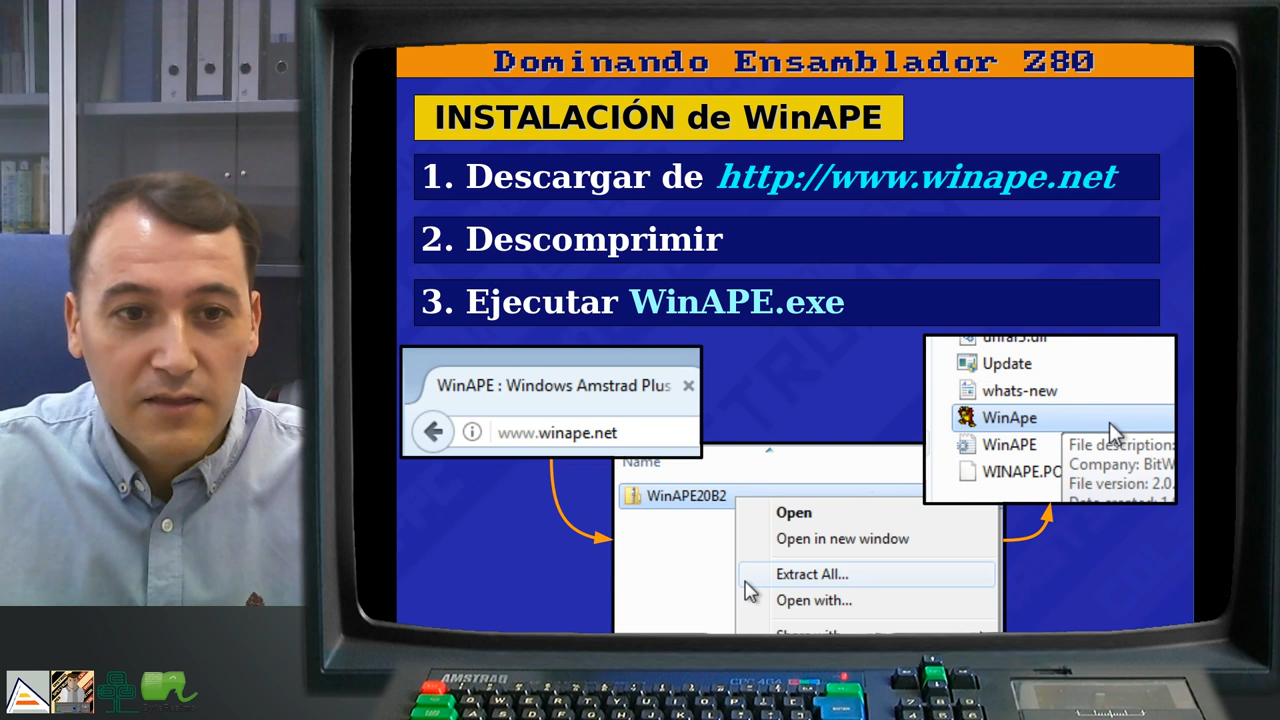 Dominando Ensamblador Z80
INSTALACIÓN de WinAPE
1. Descargar de http://www.winape.net
2. Descomprimir
3. Ejecutar WinAPE.exe
WinAPE : Windows Amstrad Plus
www.winape.net
Name
WinAPE20B2
Open
Open in new window
Extract All...
Open with...
Update
whats-new
WinApe
WinAPE
WINAPE.PO
File description:
Company: BitW
File version: 2.0.
AMSTRAD